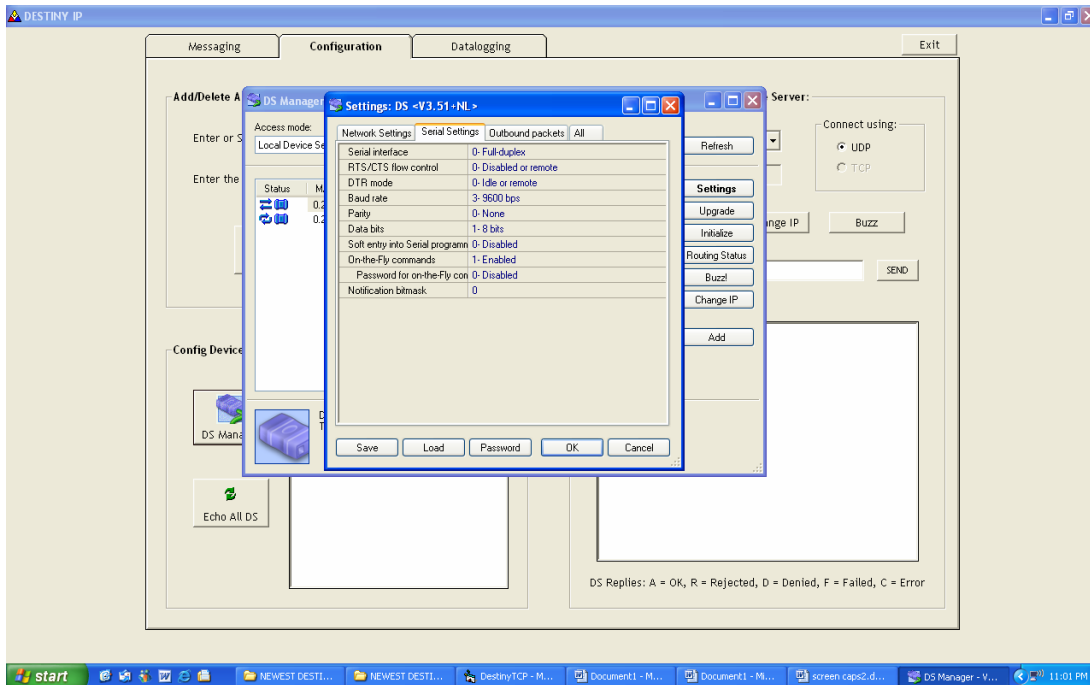 DESTINY IP
Messaging
Configuration
Datalogging
Exit
Add/Delete A
Enter or S
Enter the
Server:
Connect using:
UDP
TCP
nge IP
Buzz
SEND
DS Manager
Access mode:
Local Device Se
Status
0.2
0.2
Refresh
Settings
Upgrade
Initialize
Routing Status
Buzz!
Change IP
Add
Settings: DS <V3.51+NL>
Network Settings
Serial Settings
Outbound packets
All
Serial interface 0- Full-duplex
RTS/CTS flow control 0- Disabled or remote
DTR mode 0- Idle or remote
Baud rate 3- 9600 bps
Parity 0- None
Data bits 1- 8 bits
Soft entry into Serial programm 0- Disabled
On-the-Fly commands 1- Enabled
Password for on-the-Fly con 0- Disabled
Notification bitmask 0
Save
Load
Password
OK
Cancel
Config Device
DS Mana
Echo All DS
DS Replies: A = OK, R = Rejected, D = Denied, F = Failed, C = Error
start
NEWEST DESTI...
NEWEST DESTI...
DestinyTCP - M...
Document1 - M...
Document1 - Mi...
screen caps2.d...
DS Manager - V...
11:01 PM